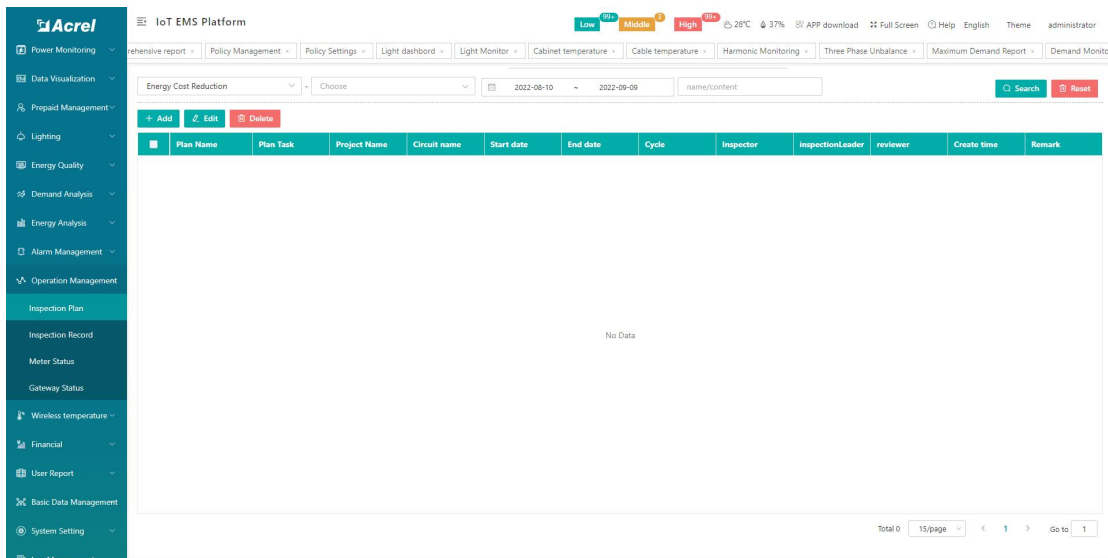 Acrel
IoT EMS Platform
Low 99+ Middle 3 High 99+ 28°C 37% APP download Full Screen Help English Theme administrator
rehensive report × Policy Management × Policy Settings × Light dashbord × Light Monitor × Cabinet temperature × Cable temperature × Harmonic Monitoring × Three Phase Unbalance × Maximum Demand Report × Demand Monito
Power Monitoring
Data Visualization
Prepaid Management
Lighting
Energy Quality
Demand Analysis
Energy Analysis
Alarm Management
Operation Management
Inspection Plan
Inspection Record
Meter Status
Gateway Status
Wireless temperature
Financial
User Report
Basic Data Management
System Setting
Energy Cost Reduction - Choose 2022-08-10 ~ 2022-09-09 name/content Search Reset
+ Add Edit Delete
Plan Name Plan Task Project Name Circuit name Start date End date Cycle Inspector inspectionLeader reviewer Create time Remark
No Data
Total 0 15/page < 1 > Go to 1